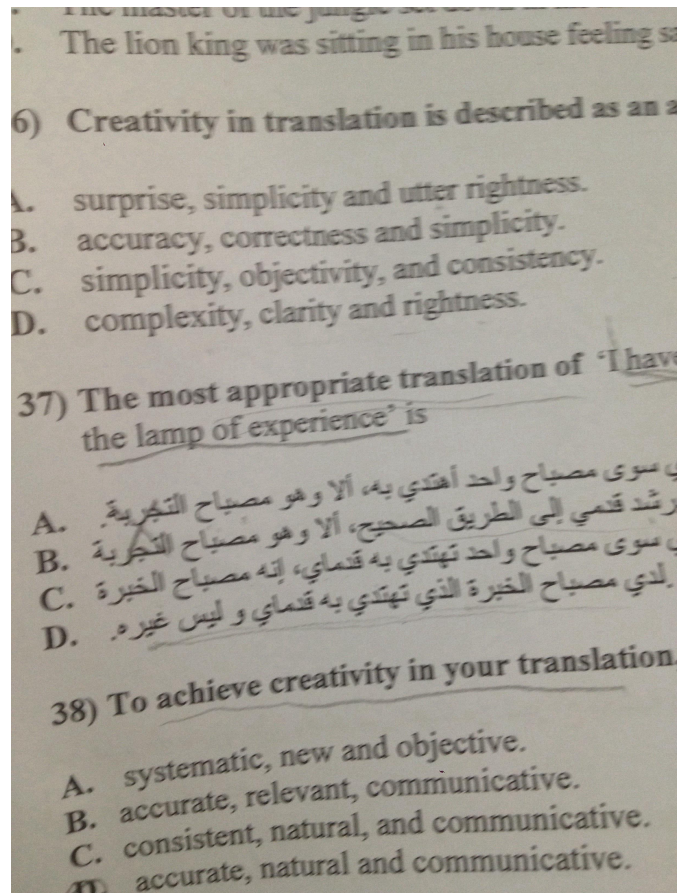 The lion king was sitting in his house feeling
6) Creativity in translation is described as an
A. surprise, simplicity and utter rightness.
B. accuracy, correctness and simplicity.
C. simplicity, objectivity, and consistency.
D. complexity, clarity and rightness.
37) The most appropriate translation of 'I have
the lamp of experience' is
A. سوى مصباح واحد أهتدي به، ألا وهو مصباح التجربة.
B. رشد قدمي إلى الطريق الصحيح، ألا وهو مصباح التجربة
C. سوى مصباح واحد تهتدي به قدماي، إنه مصباح الخبرة
D. لدي مصباح الخبرة الذي تهتدي به قدماي و ليس غيره.
38) To achieve creativity in your translation
A. systematic, new and objective.
B. accurate, relevant, communicative.
C. consistent, natural, and communicative.
D accurate, natural and communicative.